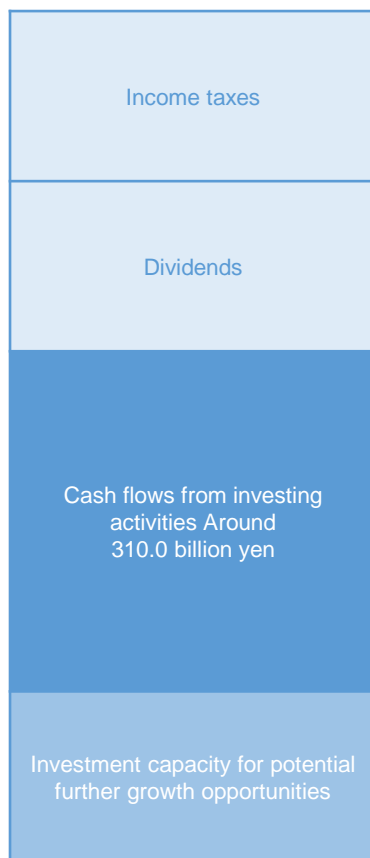 Income taxes
Dividends
Cash flows from investing
activities Around
310.0 billion yen
Investment capacity for potential
further growth opportunities